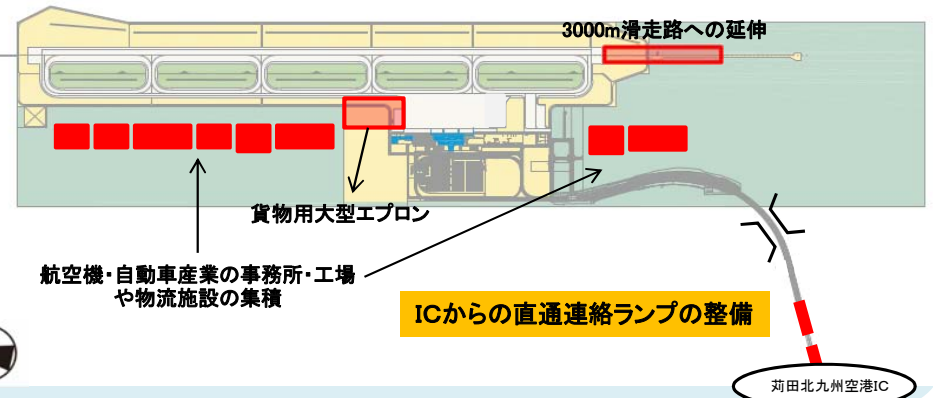 3000m滑走路への延伸
貨物用大型エプロン
航空機・自動車産業の事務所・工場
や物流施設の集積
ICからの直通連絡ランプの整備
苅田北九州空港IC